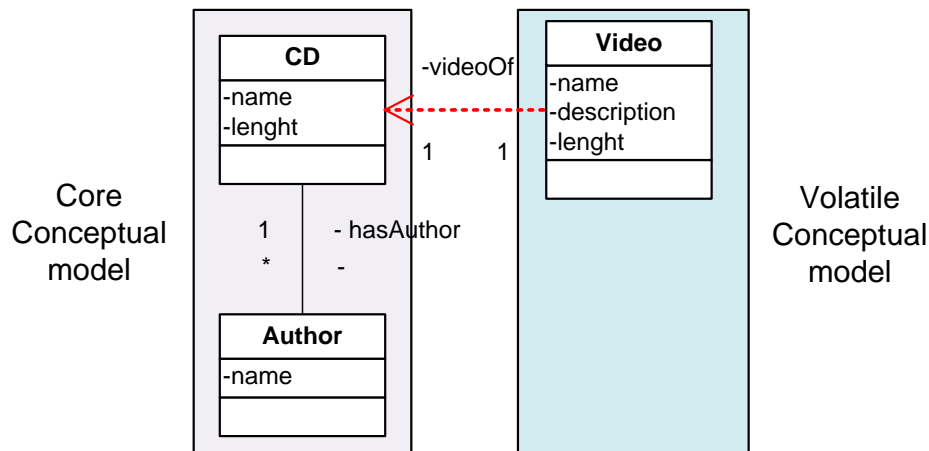 Core
Conceptual
model
CD
-name
-lenght
1
- hasAuthor
*
-
Author
-name
-videoOf
1
1
Video
-name
-description
-lenght
Volatile
Conceptual
model